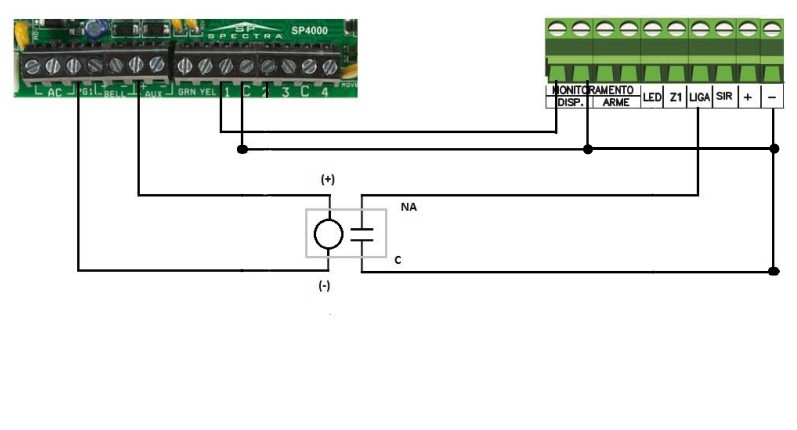 SP
SPECTRA
SP4000
AC PG1 + BELL - + AUX - GRN YEL 1 C 2 3 C 4
MONITORAMENTO
DISP. ARME LED Z1 LIGA SIR + -
(+)
NA
C
(-)